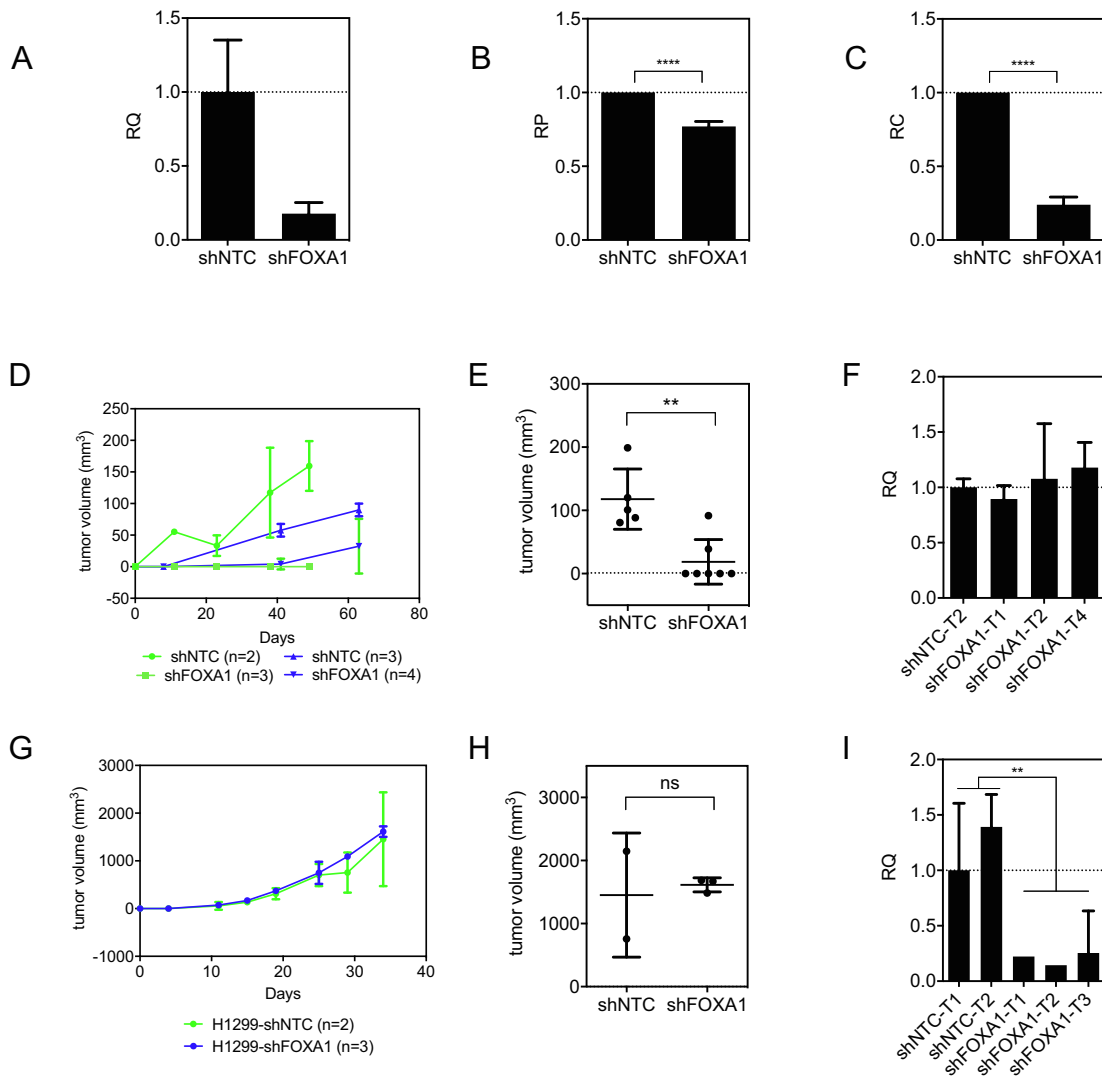 A
RQ
1.5
1.0
0.5
0.0
shNTC shFOXA1
B
RP
1.5
1.0
0.5
0.0
****
shNTC shFOXA1
C
RC
1.5
1.0
0.5
0.0
****
shNTC shFOXA1
D
tumor volume (mm³)
250
200
150
100
50
0
-50
0 20 40 60 80
Days
shNTC (n=2) shNTC (n=3)
shFOXA1 (n=3) shFOXA1 (n=4)
E
tumor volume (mm³)
300
200
100
0
**
shNTC shFOXA1
F
RQ
2.0
1.5
1.0
0.5
0.0
shNTC-T2
shFOXA1-T1
shFOXA1-T2
shFOXA1-T4
G
tumor volume (mm³)
3000
2000
1000
0
-1000
0 10 20 30 40
Days
H1299-shNTC (n=2)
H1299-shFOXA1 (n=3)
H
tumor volume (mm³)
3000
2000
1000
0
ns
shNTC shFOXA1
I
RQ
2.0
1.5
1.0
0.5
0.0
**
shNTC-T1
shNTC-T2
shFOXA1-T1
shFOXA1-T2
shFOXA1-T3